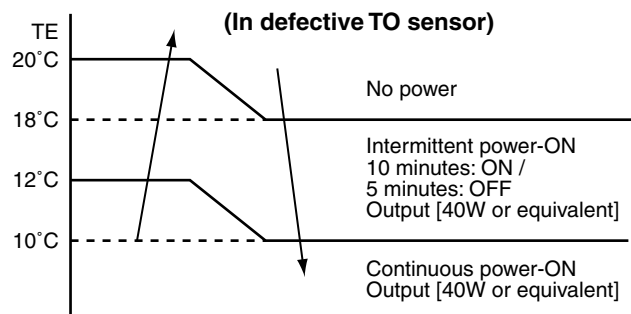 (In defective TO sensor)
TE
20˚C
No power
18˚C
Intermittent power-ON
10 minutes: ON /
12˚C
5 minutes: OFF
Output [40W or equivalent]
10˚C
Continuous power-ON
Output [40W or equivalent]